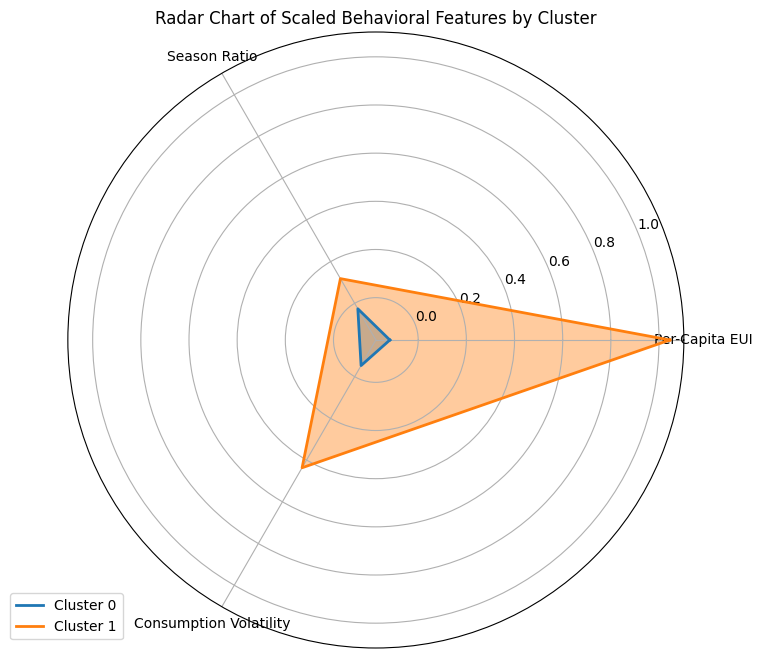 Radar Chart of Scaled Behavioral Features by Cluster
Season Ratio
1.0
0.8
0.6
0.4
0.2
0.0
Per-Capita EUI
Consumption Volatility
Cluster 0
Cluster 1